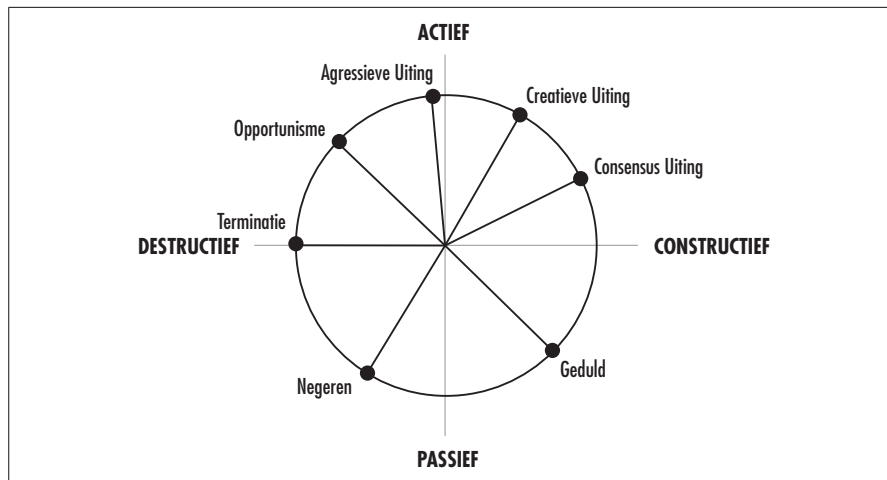 ACTIEF
Agressieve Uiting
Creatieve Uiting
Opportunisme
Consensus Uiting
Terminatie
DESTRUCTIEF
CONSTRUCTIEF
Negeren
Geduld
PASSIEF